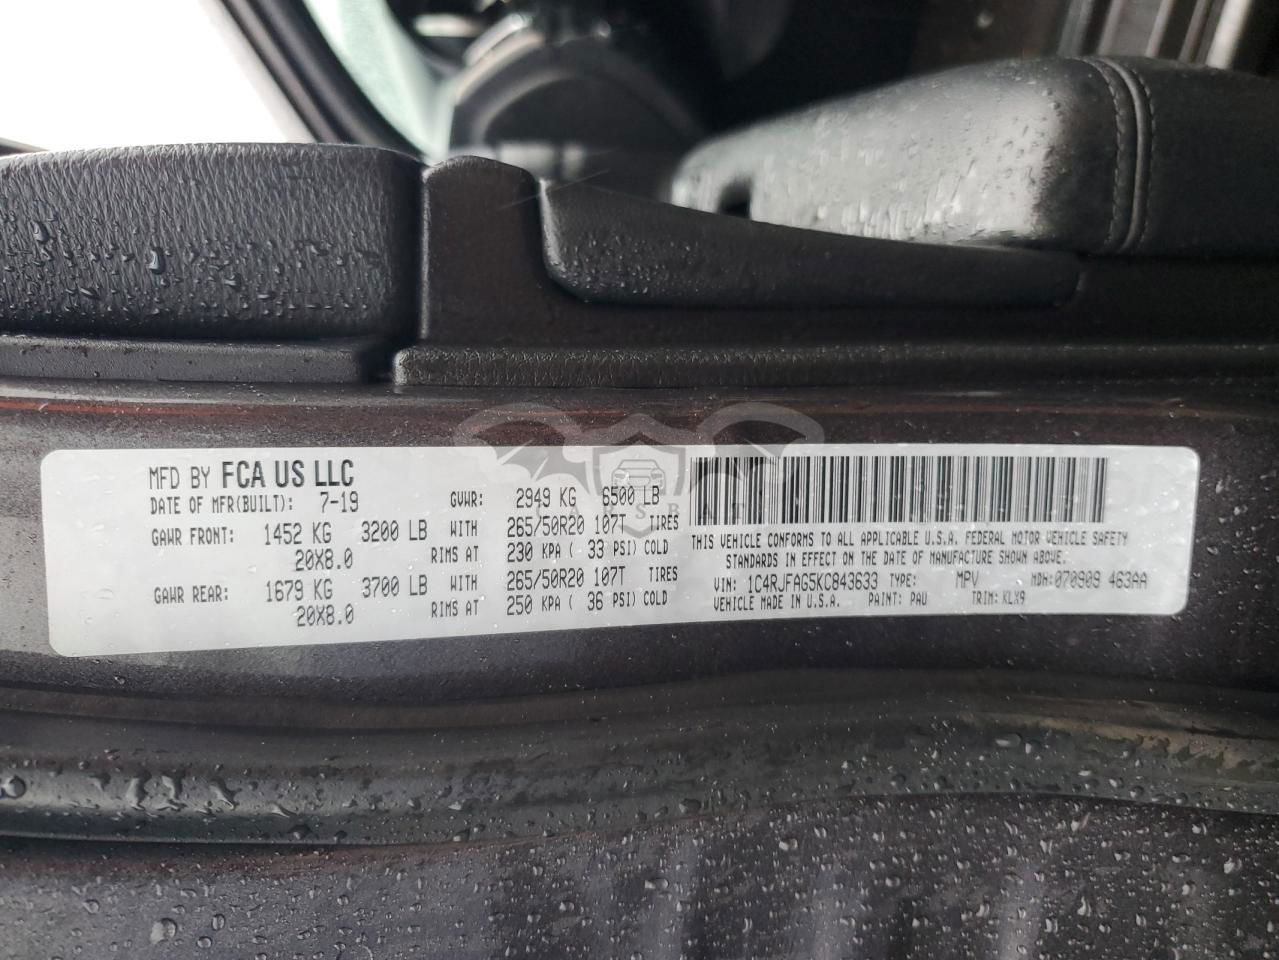 MFD BY FCA US LLC
DATE OF MFR(BUILT): 7-19 GVWR: 2949 KG 6500 LB
GAWR FRONT: 1452 KG 3200 LB WITH 265/50R20 107T TIRES
20X8.0 RIMS AT 230 KPA ( 33 PSI) COLD
GAWR REAR: 1679 KG 3700 LB WITH 265/50R20 107T TIRES
20X8.0 RIMS AT 250 KPA ( 36 PSI) COLD
THIS VEHICLE CONFORMS TO ALL APPLICABLE U.S.A. FEDERAL MOTOR VEHICLE SAFETY
STANDARDS IN EFFECT ON THE DATE OF MANUFACTURE SHOWN ABOVE.
VIN: 1C4RJFAG5KC843633 TYPE: MPV MDH:070909 463AA
VEHICLE MADE IN U.S.A. PAINT: PAU TRIM: KLX9